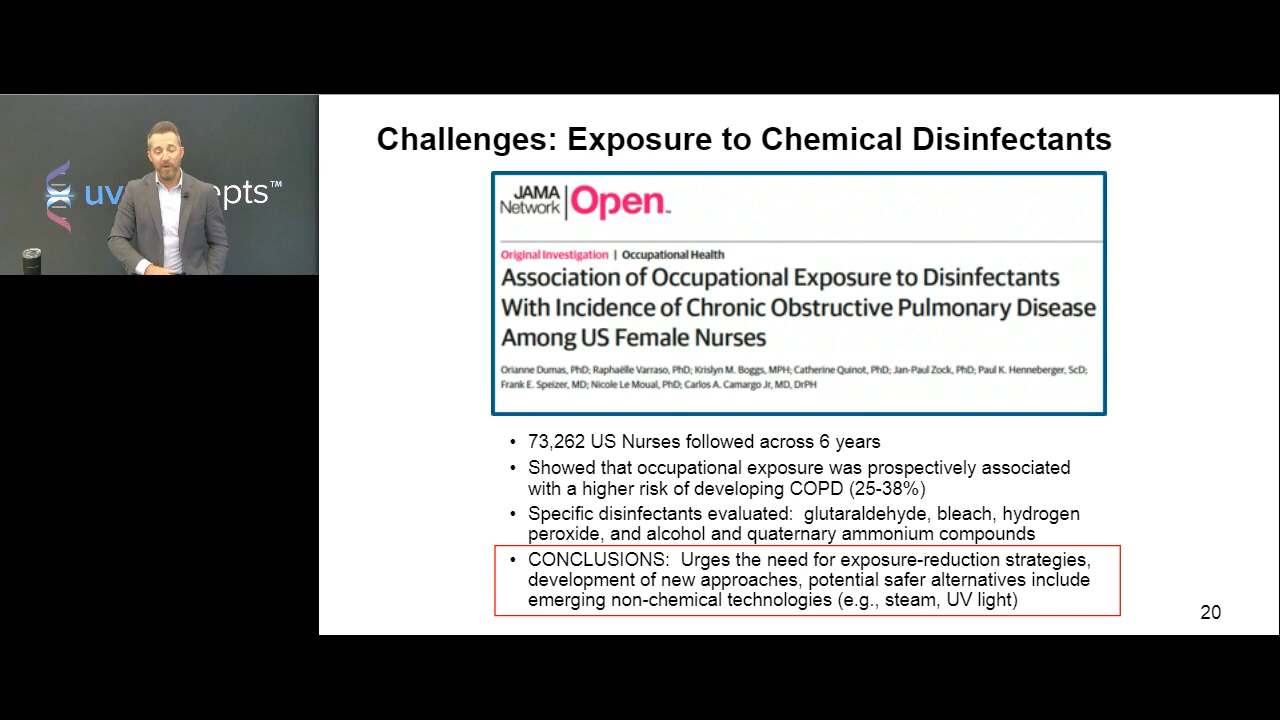 uv
epts™
Challenges: Exposure to Chemical Disinfectants
JAMA
Network
Open™
Original Investigation | Occupational Health
Association of Occupational Exposure to Disinfectants
With Incidence of Chronic Obstructive Pulmonary Disease
Among US Female Nurses
Orianne Dumas, PhD; Raphaëlle Varraso, PhD; Krislyn M. Boggs, MPH; Catherine Quinot, PhD; Jan-Paul Zock, PhD; Paul K. Henneberger, ScD;
Frank E. Speizer, MD; Nicole Le Moual, PhD; Carlos A. Camargo Jr, MD, DrPH
• 73,262 US Nurses followed across 6 years
• Showed that occupational exposure was prospectively associated
with a higher risk of developing COPD (25-38%)
• Specific disinfectants evaluated: glutaraldehyde, bleach, hydrogen
peroxide, and alcohol and quaternary ammonium compounds
• CONCLUSIONS: Urges the need for exposure-reduction strategies,
development of new approaches, potential safer alternatives include
emerging non-chemical technologies (e.g., steam, UV light)
20